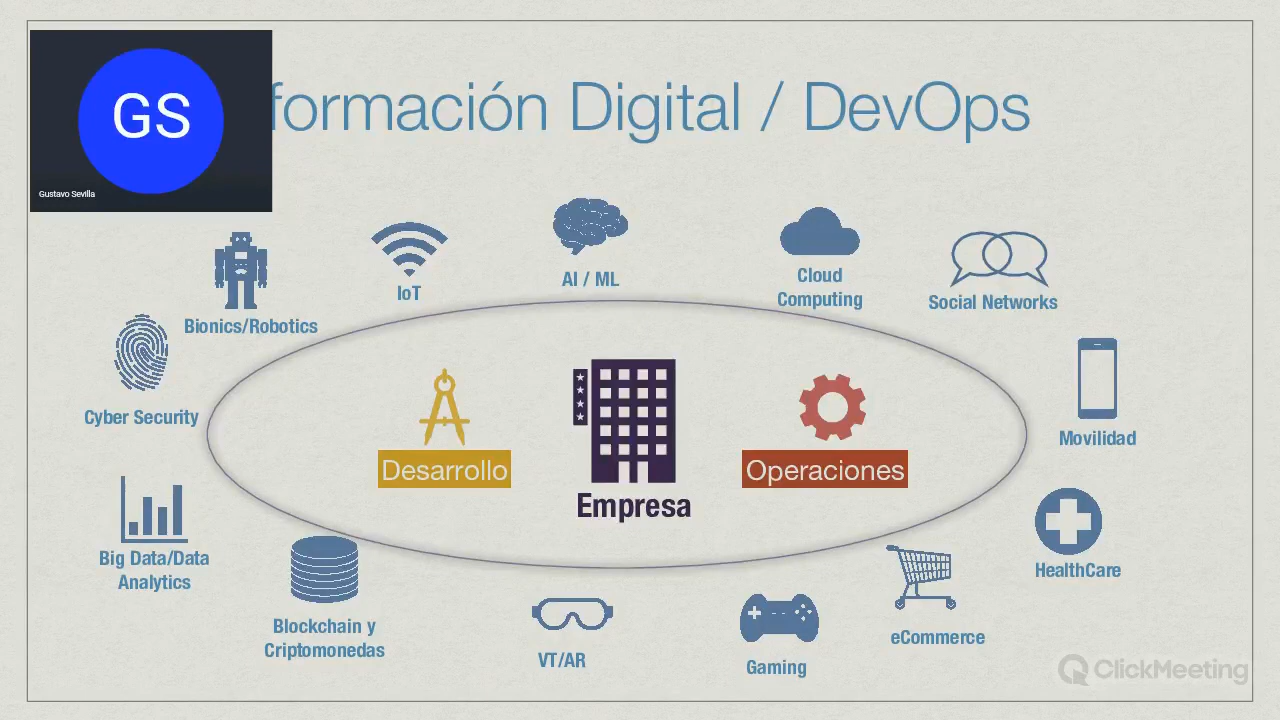 GS
Gustavo Sevilla
formación Digital / DevOps
AI / ML
Cloud
Computing
IoT
Social Networks
Bionics/Robotics
Cyber Security
Movilidad
Desarrollo
Operaciones
Empresa
Big Data/Data
Analytics
HealthCare
Blockchain y
Criptomonedas
eCommerce
VT/AR
Gaming
ClickMeeting